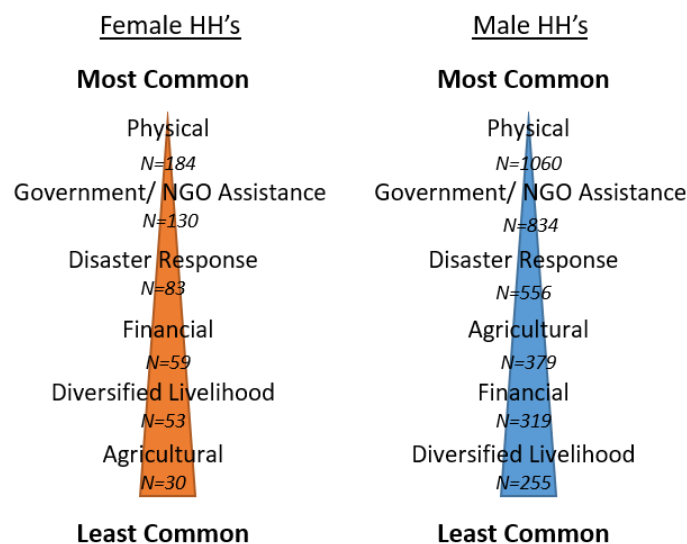 Female HH's
Most Common
Physical
N=184
Government/ NGO Assistance
N=130
Disaster Response
N=83
Financial
N=59
Diversified Livelihood
N=53
Agricultural
N=30
Least Common
Male HH's
Most Common
Physical
N=1060
Government/ NGO Assistance
N=834
Disaster Response
N=556
Agricultural
N=379
Financial
N=319
Diversified Livelihood
N=255
Least Common